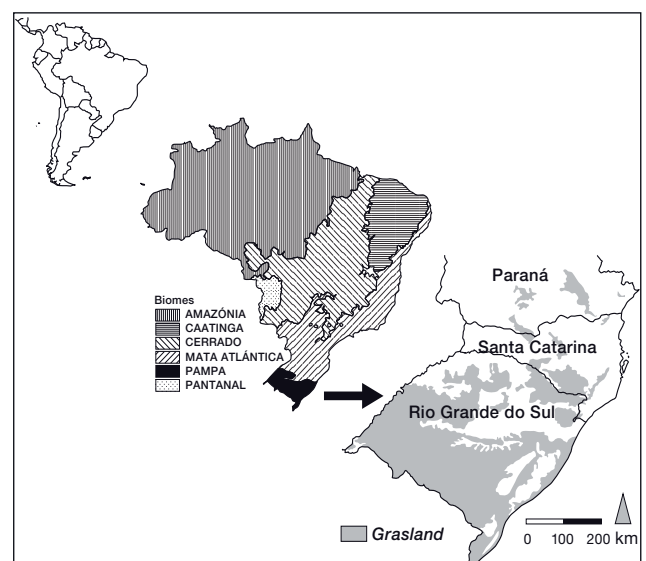 Biomes
AMAZÓNIA
CAATINGA
CERRADO
MATA ATLÁNTICA
PAMPA
PANTANAL
Paraná
Santa Catarina
Rio Grande do Sul
Grasland
0 100 200 km